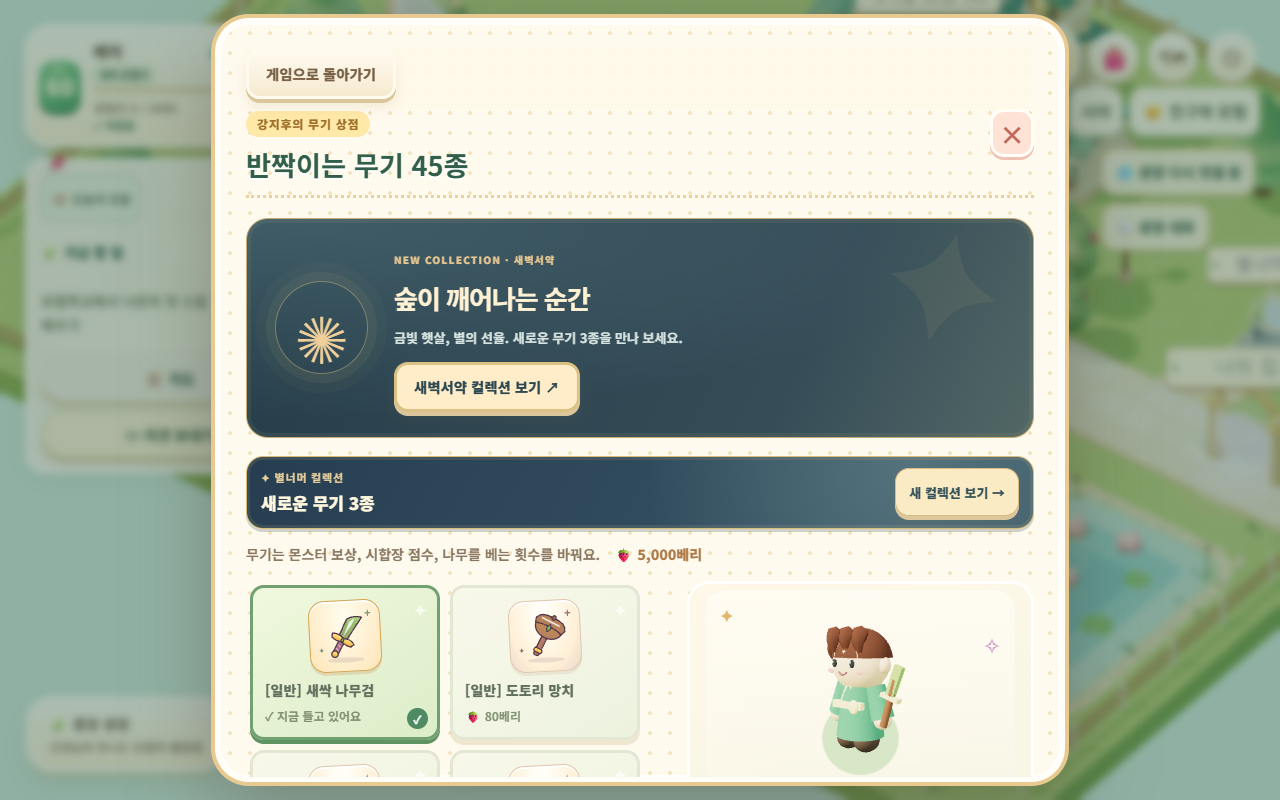 게임으로 돌아가기
강지후의 무기 상점
반짝이는 무기 45종
NEW COLLECTION · 새벽서약
숲이 깨어나는 순간
금빛 햇살, 별의 선율. 새로운 무기 3종을 만나 보세요.
새벽서약 컬렉션 보기 ↗
✦ 별너머 컬렉션
새로운 무기 3종
새 컬렉션 보기 →
무기는 몬스터 보상, 시합장 점수, 나무를 베는 횟수를 바꿔요. 5,000베리
[일반] 새싹 나무검
✓ 지금 들고 있어요
[일반] 도토리 망치
80베리